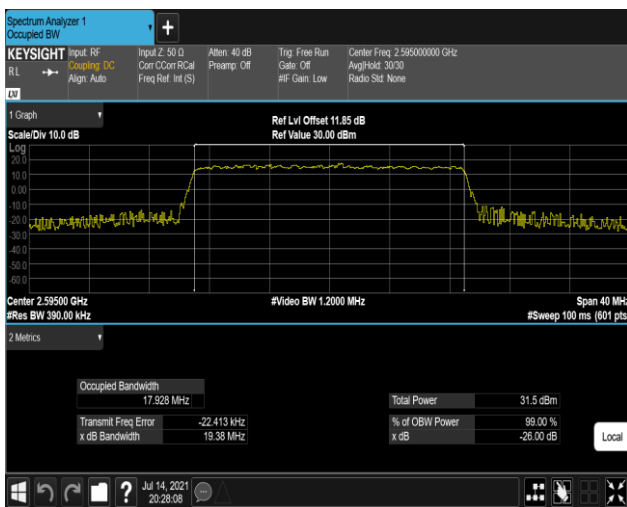 Spectrum Analyzer 1
Occupied BW
+
KEYSIGHT
RL
LXI
Input: RF
Coupling: DC
Align: Auto
Input Z: 50 Ω
Corr CCorr RCal
Freq Ref: Int (S)
Atten: 40 dB
Preamp: Off
Trig: Free Run
Gate: Off
#IF Gain: Low
Center Freq: 2.595000000 GHz
Avg|Hold: 30/30
Radio Std: None
1 Graph
Scale/Div 10.0 dB
Ref Lvl Offset 11.85 dB
Ref Value 30.00 dBm
Log
20.0
10.0
0.00
-10.0
-20.0
-30.0
-40.0
-50.0
-60.0
Center 2.59500 GHz
#Video BW 1.2000 MHz
Span 40 MHz
#Res BW 390.00 kHz
#Sweep 100 ms (601 pts
2 Metrics
Occupied Bandwidth
17.928 MHz
Total Power 31.5 dBm
Transmit Freq Error -22.413 kHz
% of OBW Power 99.00 %
x dB Bandwidth 19.38 MHz
x dB -26.00 dB
Local
?
Jul 14, 2021
20:28:08